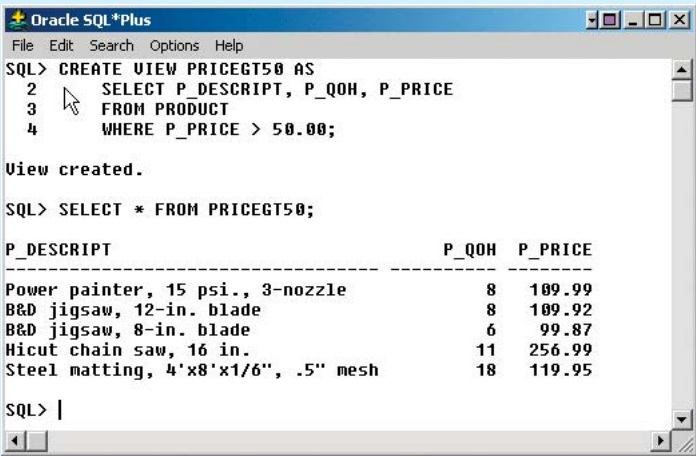 Oracle SQL*Plus
File Edit Search Options Help
SQL> CREATE VIEW PRICEGT50 AS
2 SELECT P_DESCRIPT, P_QOH, P_PRICE
3 FROM PRODUCT
4 WHERE P_PRICE > 50.00;
View created.
SQL> SELECT * FROM PRICEGT50;
P_DESCRIPT P_QOH P_PRICE
----------------------------------- ---------- --------
Power painter, 15 psi., 3-nozzle 8 109.99
B&D jigsaw, 12-in. blade 8 109.92
B&D jigsaw, 8-in. blade 6 99.87
Hicut chain saw, 16 in. 11 256.99
Steel matting, 4'x8'x1/6", .5" mesh 18 119.95
SQL>